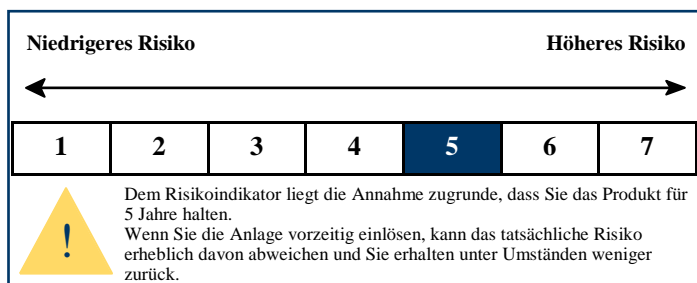 Niedrigeres Risiko Höheres Risiko
1 2 3 4 5 6 7
Dem Risikoindikator liegt die Annahme zugrunde, dass Sie das Produkt für
5 Jahre halten.
!
Wenn Sie die Anlage vorzeitig einlösen, kann das tatsächliche Risiko
erheblich davon abweichen und Sie erhalten unter Umständen weniger
zurück.